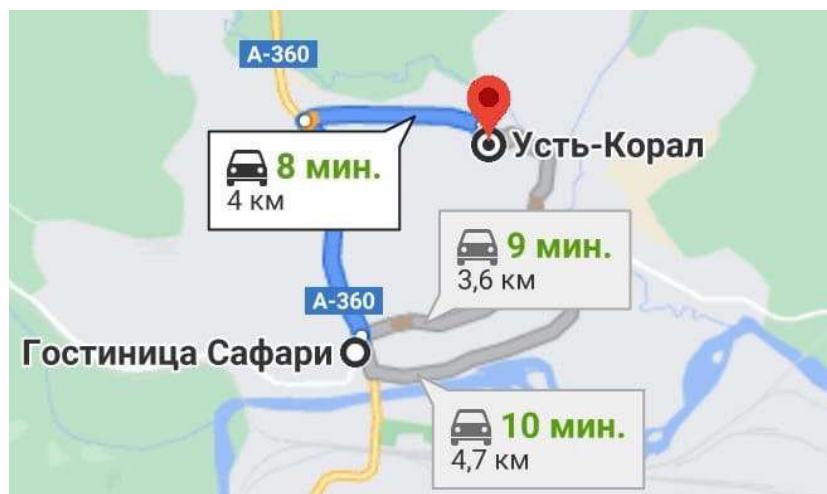 А-360
Усть-Корал
8 мин.
4 км
9 мин.
3,6 км
А-360
Гостиница Сафари
10 мин.
4,7 км